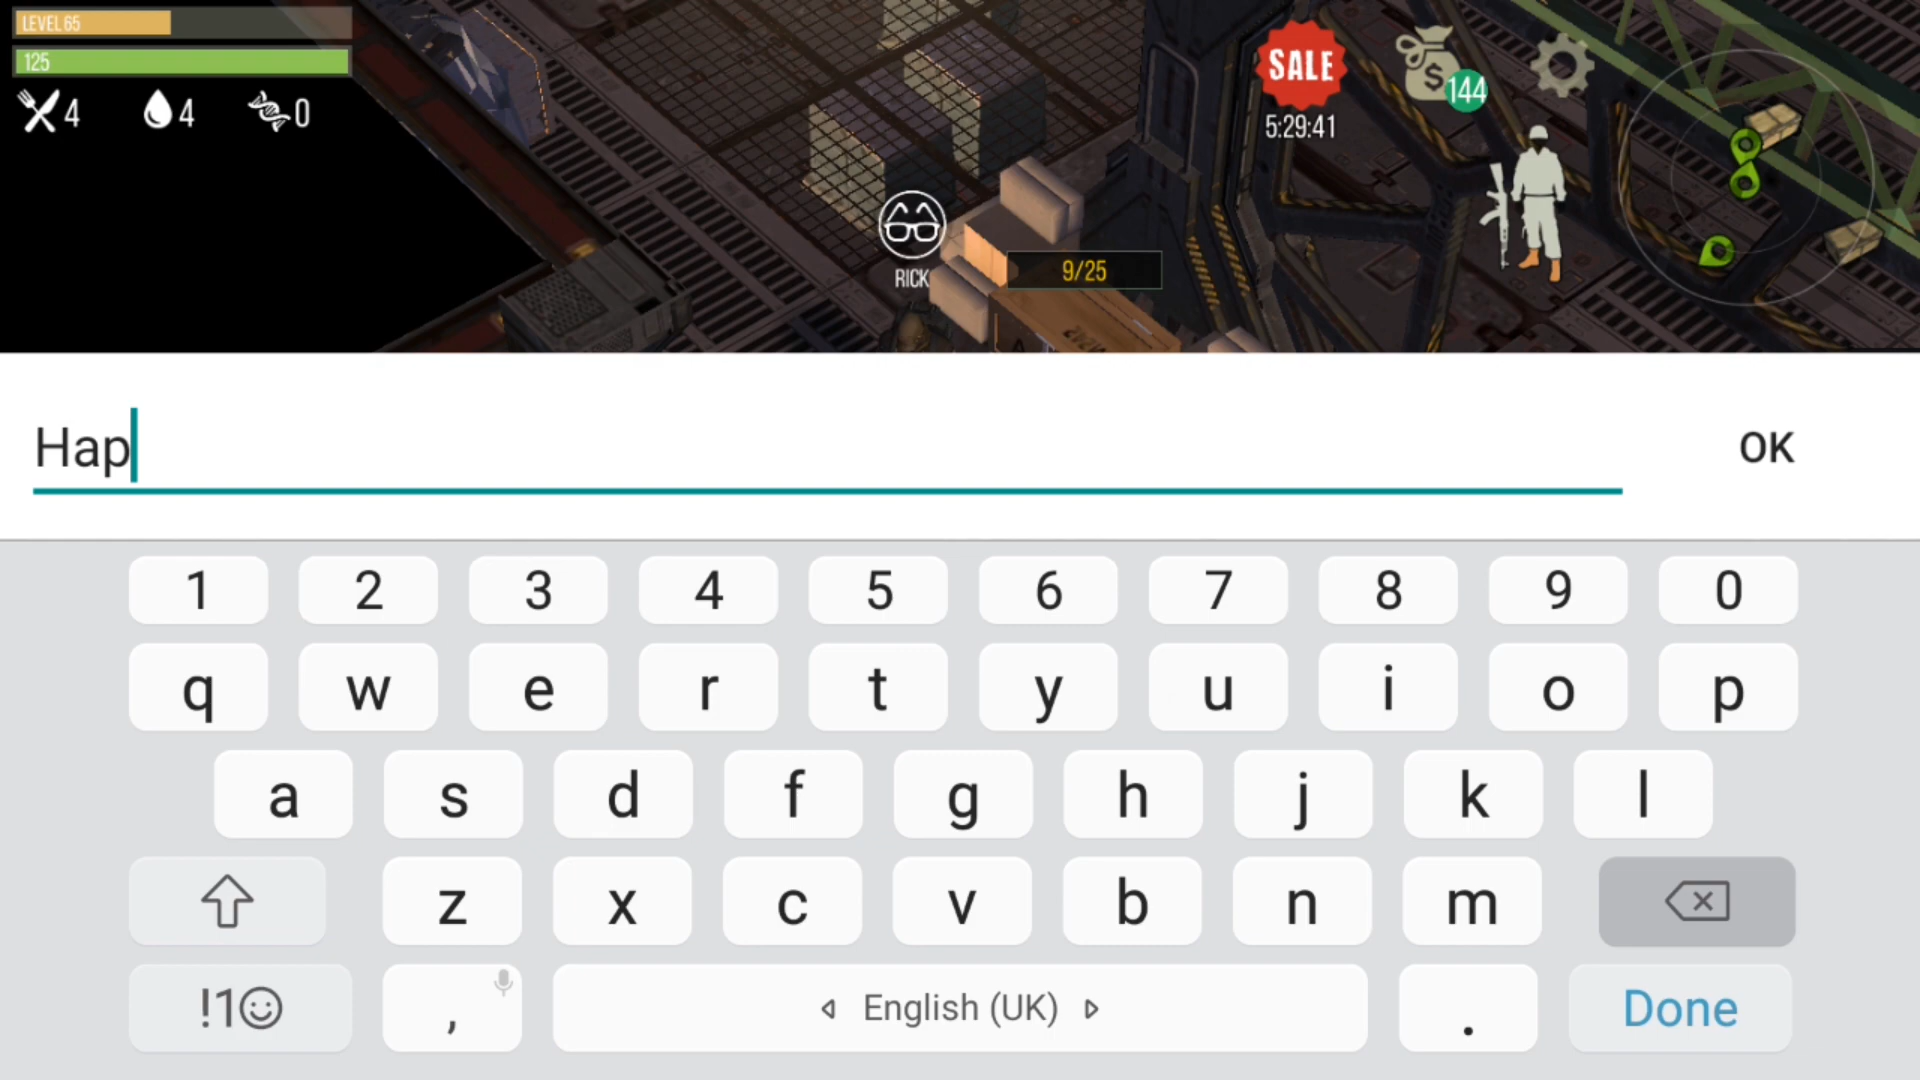 LEVEL 65
125
4 4 0
SALE
5:29:41
144
RICK
9/25
Hap
OK
1 2 3 4 5 6 7 8 9 0
q w e r t y u i o p
a s d f g h j k l
z x c v b n m
!1☺ , English (UK) . Done